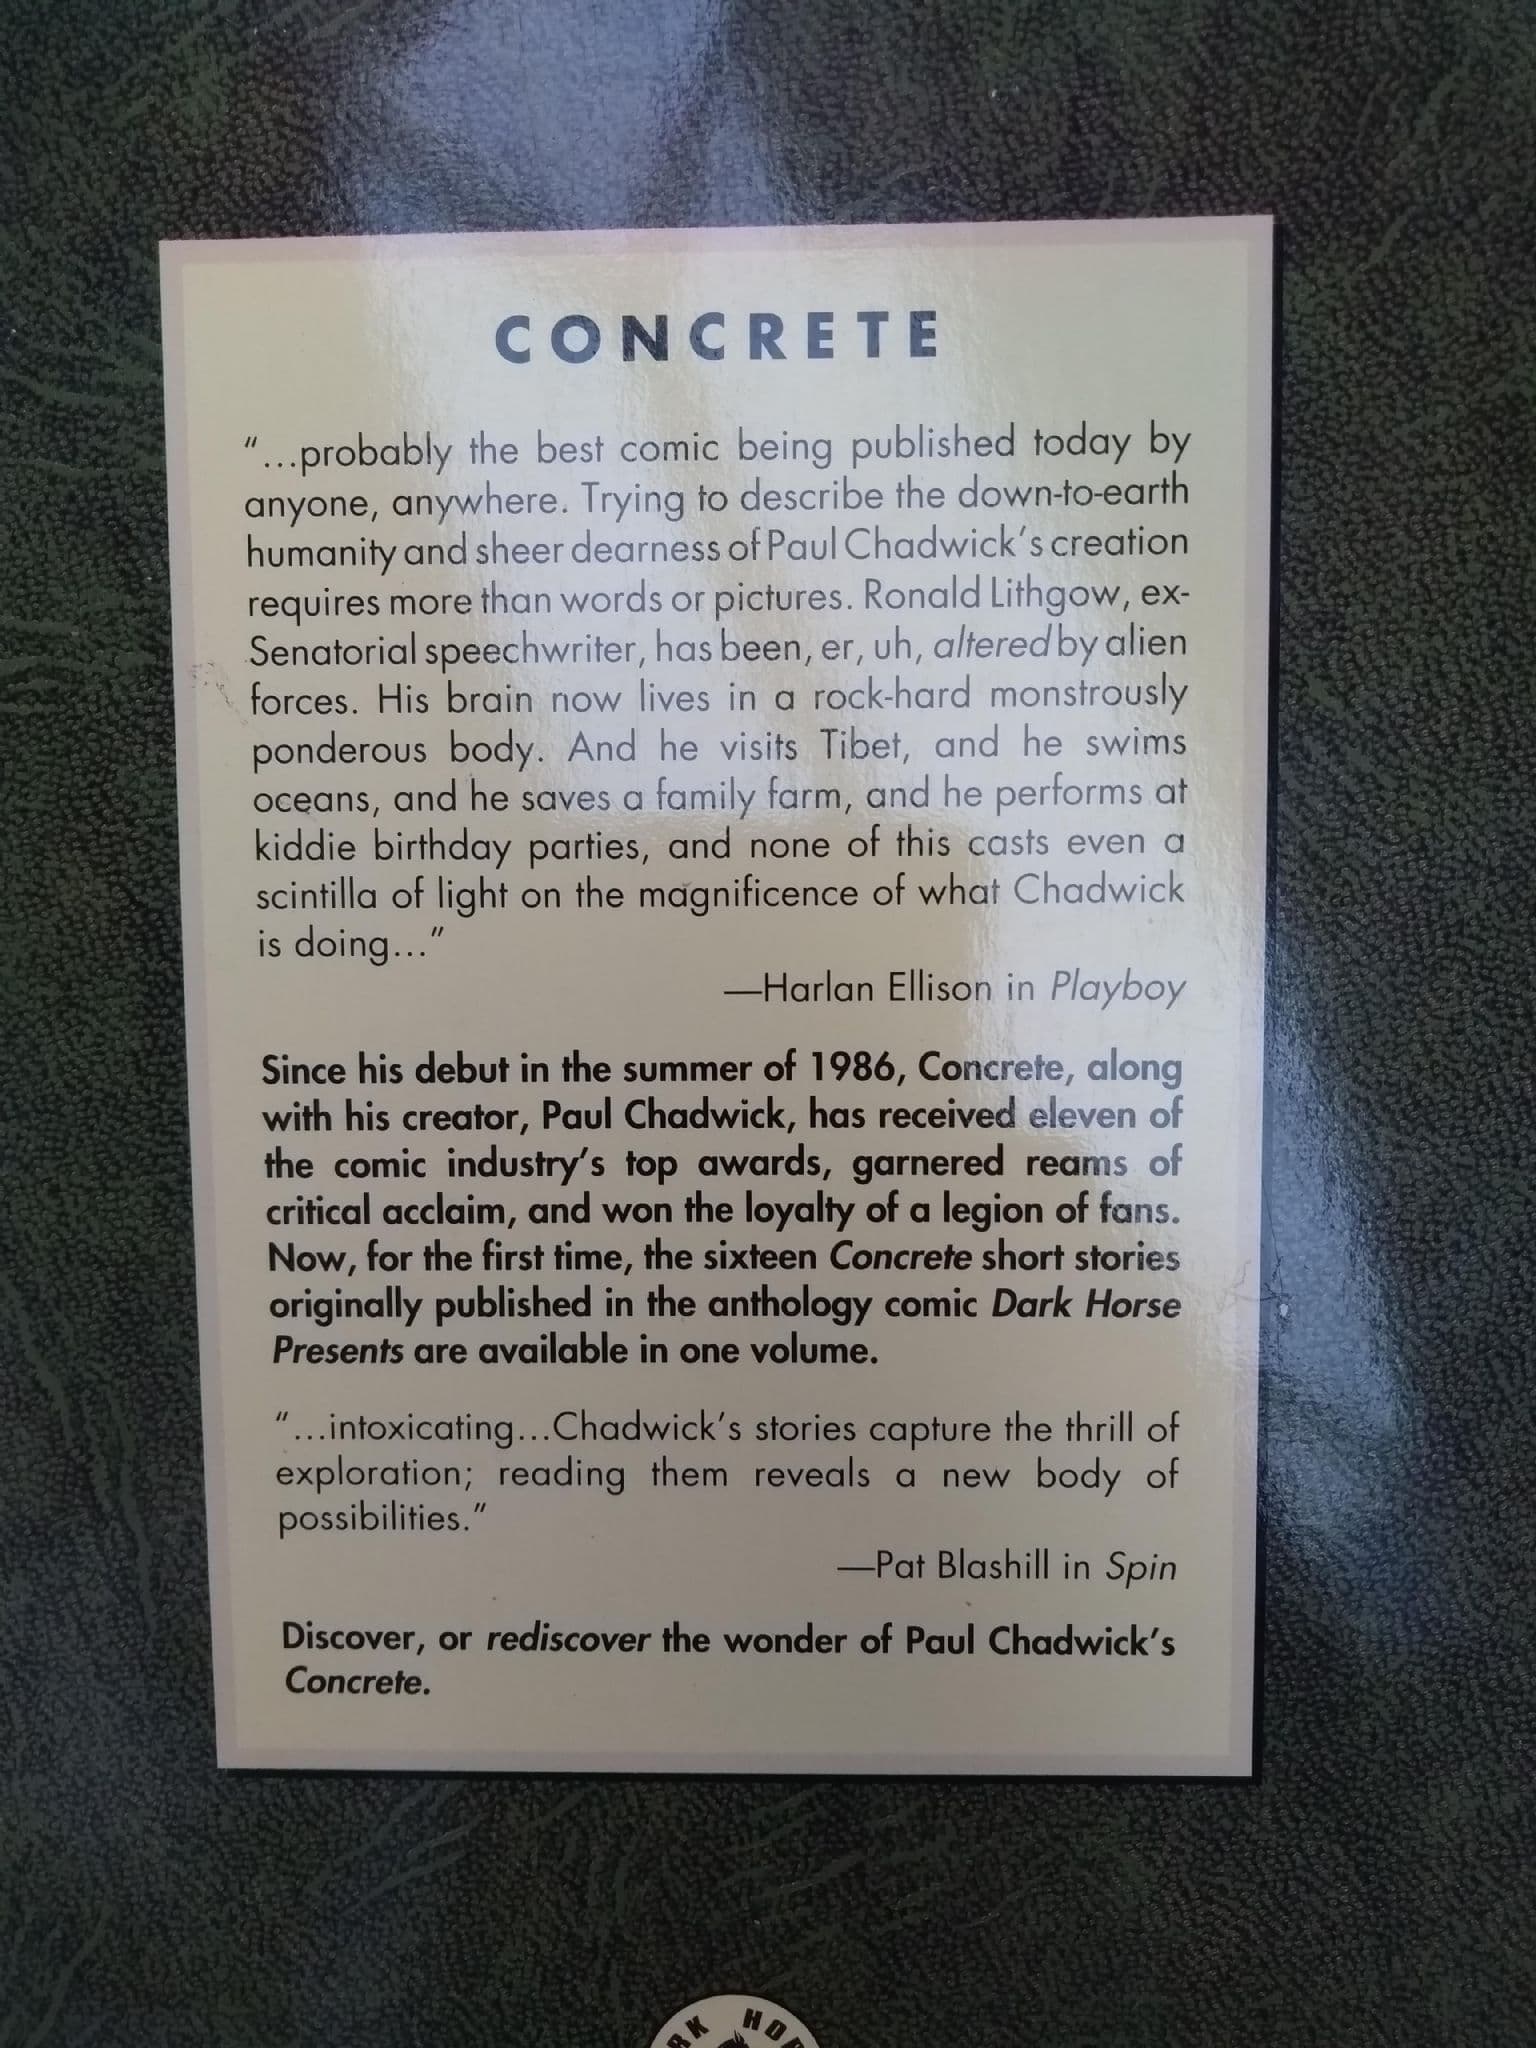 CONCRETE
“...probably the best comic being published today by
anyone, anywhere. Trying to describe the down-to-earth
humanity and sheer dearness of Paul Chadwick’s creation
requires more than words or pictures. Ronald Lithgow, ex-
Senatorial speechwriter, has been, er, uh, altered by alien
forces. His brain now lives in a rock-hard monstrously
ponderous body. And he visits Tibet, and he swims
oceans, and he saves a family farm, and he performs at
kiddie birthday parties, and none of this casts even a
scintilla of light on the magnificence of what Chadwick
is doing...”
—Harlan Ellison in Playboy
Since his debut in the summer of 1986, Concrete, along
with his creator, Paul Chadwick, has received eleven of
the comic industry’s top awards, garnered reams of
critical acclaim, and won the loyalty of a legion of fans.
Now, for the first time, the sixteen Concrete short stories
originally published in the anthology comic Dark Horse
Presents are available in one volume.
“...intoxicating...Chadwick’s stories capture the thrill of
exploration; reading them reveals a new body of
possibilities.”
—Pat Blashill in Spin
Discover, or rediscover the wonder of Paul Chadwick’s
Concrete.